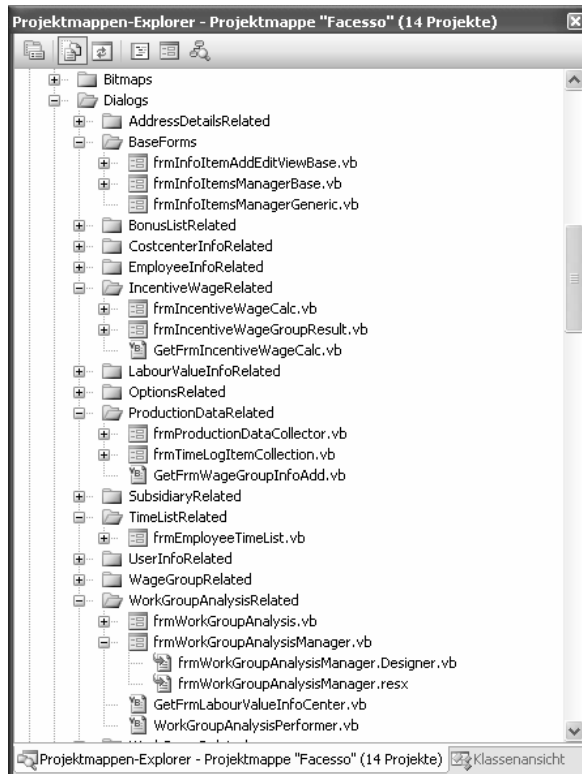 Projektmappen-Explorer - Projektmappe "Facesso" (14 Projekte)
Bitmaps
Dialogs
AddressDetailsRelated
BaseForms
frmInfoItemAddEditViewBase.vb
frmInfoItemsManagerBase.vb
frmInfoItemsManagerGeneric.vb
BonusListRelated
CostcenterInfoRelated
EmployeeInfoRelated
IncentiveWageRelated
frmIncentiveWageCalc.vb
frmIncentiveWageGroupResult.vb
GetFrmIncentiveWageCalc.vb
LabourValueInfoRelated
OptionsRelated
ProductionDataRelated
frmProductionDataCollector.vb
frmTimeLogItemCollection.vb
GetFrmWageGroupInfoAdd.vb
SubsidiaryRelated
TimeListRelated
frmEmployeeTimeList.vb
UserInfoRelated
WageGroupRelated
WorkGroupAnalysisRelated
frmWorkGroupAnalysis.vb
frmWorkGroupAnalysisManager.vb
frmWorkGroupAnalysisManager.Designer.vb
frmWorkGroupAnalysisManager.resx
GetFrmLabourValueInfoCenter.vb
WorkGroupAnalysisPerformer.vb
Projektmappen-Explorer - Projektmappe "Facesso" (14 Projekte) Klassenansicht